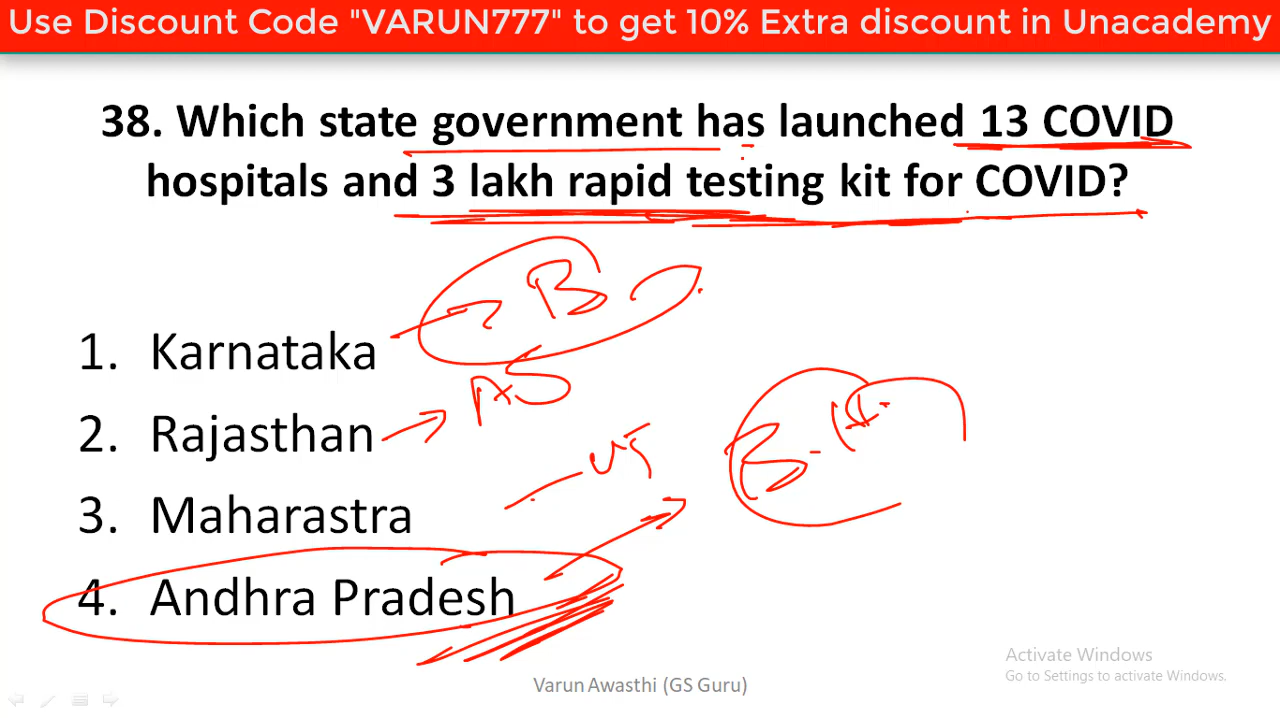 Use Discount Code "VARUN777" to get 10% Extra discount in Unacademy
38. Which state government has launched 13 COVID
hospitals and 3 lakh rapid testing kit for COVID?
1. Karnataka
2. Rajasthan
3. Maharastra
4. Andhra Pradesh
Activate Windows
Go to Settings to activate Windows.
Varun Awasthi (GS Guru)